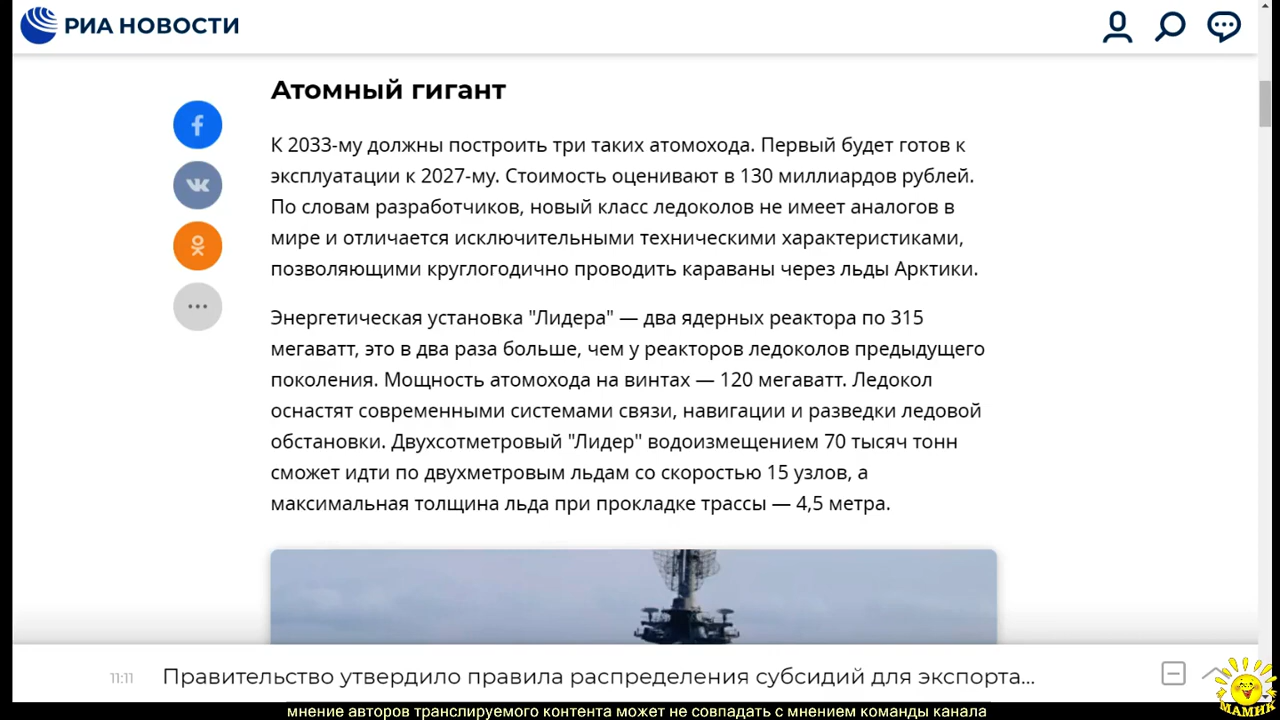 РИА НОВОСТИ
Атомный гигант
К 2033-му должны построить три таких атомохода. Первый будет готов к
эксплуатации к 2027-му. Стоимость оценивают в 130 миллиардов рублей.
По словам разработчиков, новый класс ледоколов не имеет аналогов в
мире и отличается исключительными техническими характеристиками,
позволяющими круглогодично проводить караваны через льды Арктики.
Энергетическая установка "Лидера" — два ядерных реактора по 315
мегаватт, это в два раза больше, чем у реакторов ледоколов предыдущего
поколения. Мощность атомохода на винтах — 120 мегаватт. Ледокол
оснастят современными системами связи, навигации и разведки ледовой
обстановки. Двухсотметровый "Лидер" водоизмещением 70 тысяч тонн
сможет идти по двухметровым льдам со скоростью 15 узлов, а
максимальная толщина льда при прокладке трассы — 4,5 метра.
11:11 Правительство утвердило правила распределения субсидий для экспорта...
МАМИК
мнение авторов транслируемого контента может не совпадать с мнением команды канала